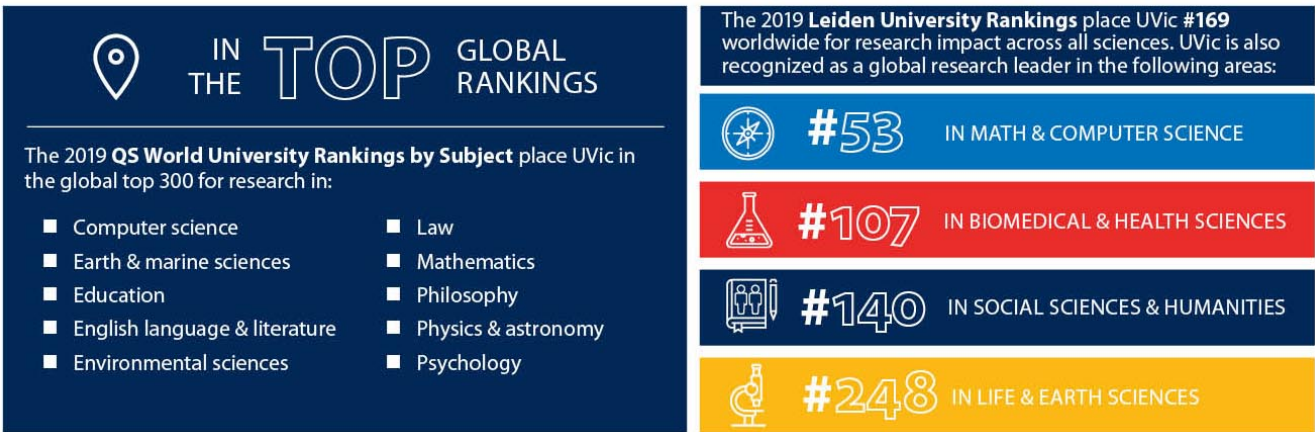 IN
THE
TOP
GLOBAL
RANKINGS
The 2019 QS World University Rankings by Subject place UVic in
the global top 300 for research in:
Computer science
Earth & marine sciences
Education
English language & literature
Environmental sciences
Law
Mathematics
Philosophy
Physics & astronomy
Psychology
The 2019 Leiden University Rankings place UVic #169
worldwide for research impact across all sciences. UVic is also
recognized as a global research leader in the following areas:
#53 IN MATH & COMPUTER SCIENCE
#107 IN BIOMEDICAL & HEALTH SCIENCES
#140 IN SOCIAL SCIENCES & HUMANITIES
#248 IN LIFE & EARTH SCIENCES